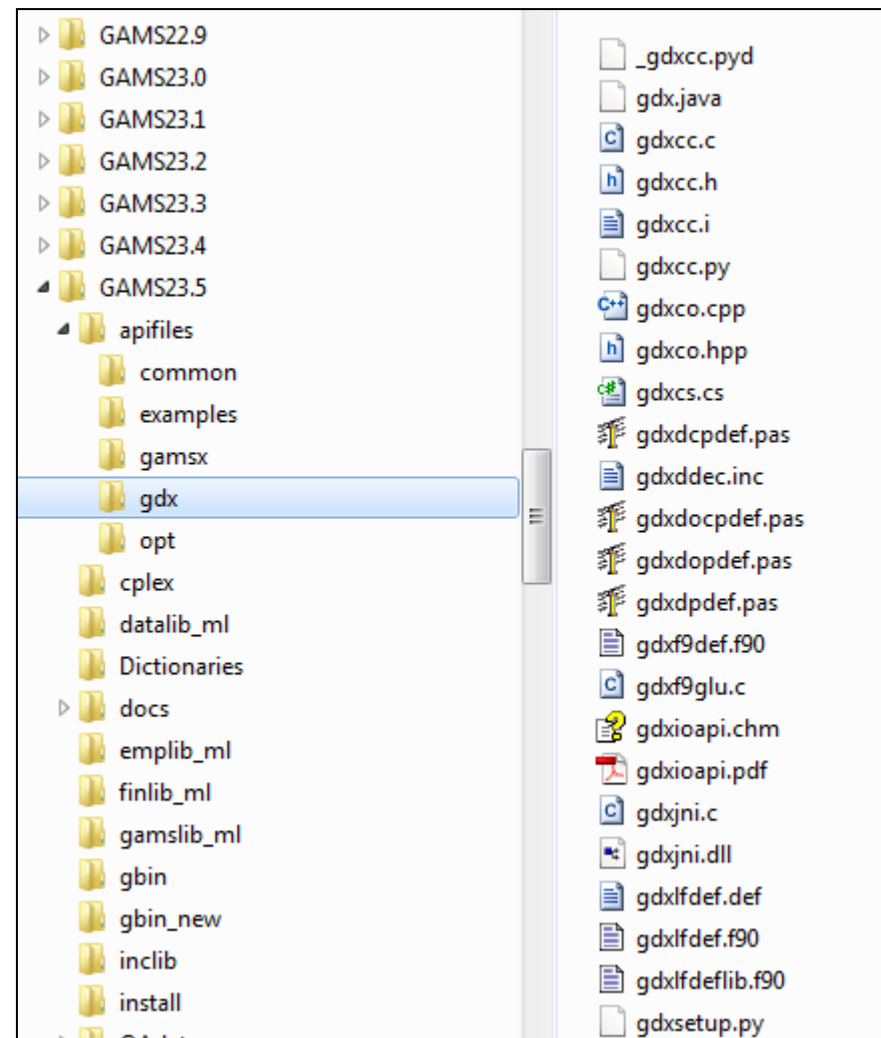 GAMS22.9
GAMS23.0
GAMS23.1
GAMS23.2
GAMS23.3
GAMS23.4
GAMS23.5
apifiles
common
examples
gamsx
gdx
opt
cplex
datalib_ml
Dictionaries
docs
emplib_ml
finlib_ml
gamslib_ml
gbin
gbin_new
inclib
install
_gdxcc.pyd
gdx.java
gdxcc.c
gdxcc.h
gdxcc.i
gdxcc.py
gdxco.cpp
gdxco.hpp
gdxcs.cs
gdxdcpdef.pas
gdxddec.inc
gdxdocpdef.pas
gdxdopdef.pas
gdxdpdef.pas
gdxf9def.f90
gdxf9glu.c
gdxioapi.chm
gdxioapi.pdf
gdxjni.c
gdxjni.dll
gdxlfdef.def
gdxlfdef.f90
gdxlfdeflib.f90
gdxsetup.py